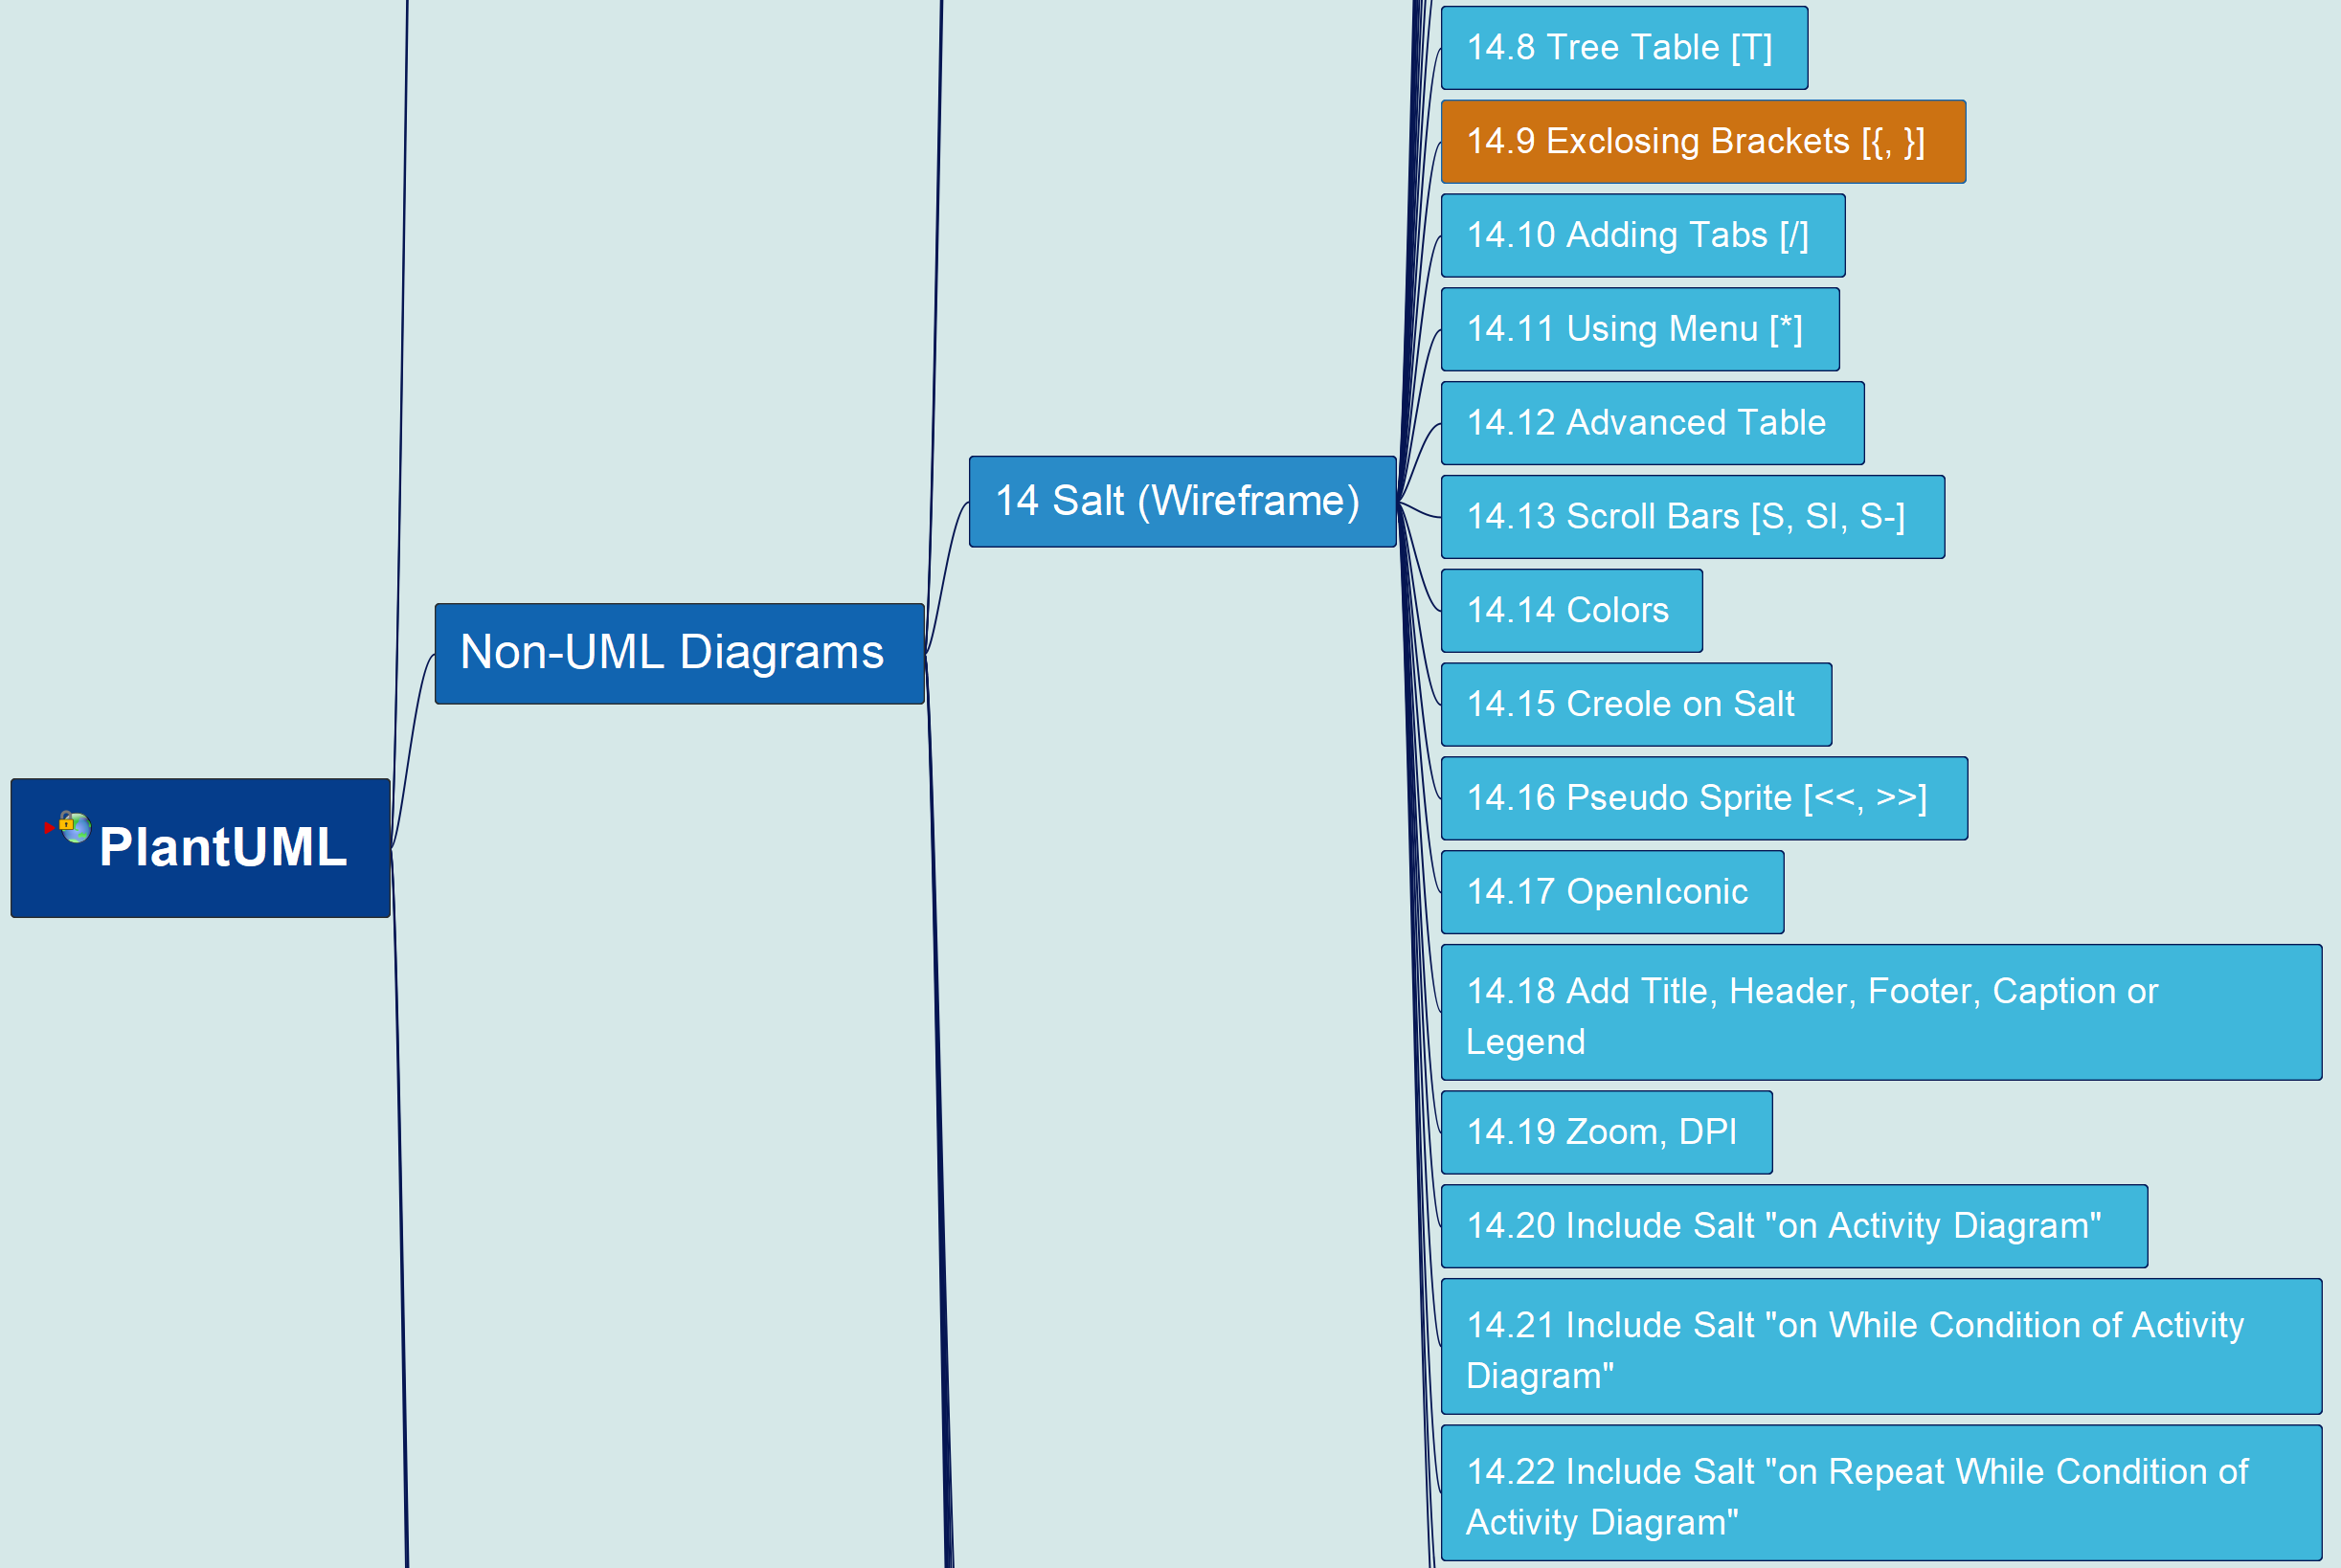 14.8 Tree Table [T]
14.9 Exclosing Brackets [{, }]
14.10 Adding Tabs [/]
14.11 Using Menu [*]
14.12 Advanced Table
14 Salt (Wireframe)
14.13 Scroll Bars [S, SI, S-]
14.14 Colors
Non-UML Diagrams
14.15 Creole on Salt
14.16 Pseudo Sprite [<<, >>]
PlantUML
14.17 OpenIconic
14.18 Add Title, Header, Footer, Caption or
Legend
14.19 Zoom, DPI
14.20 Include Salt "on Activity Diagram"
14.21 Include Salt "on While Condition of Activity
Diagram"
14.22 Include Salt "on Repeat While Condition of
Activity Diagram"